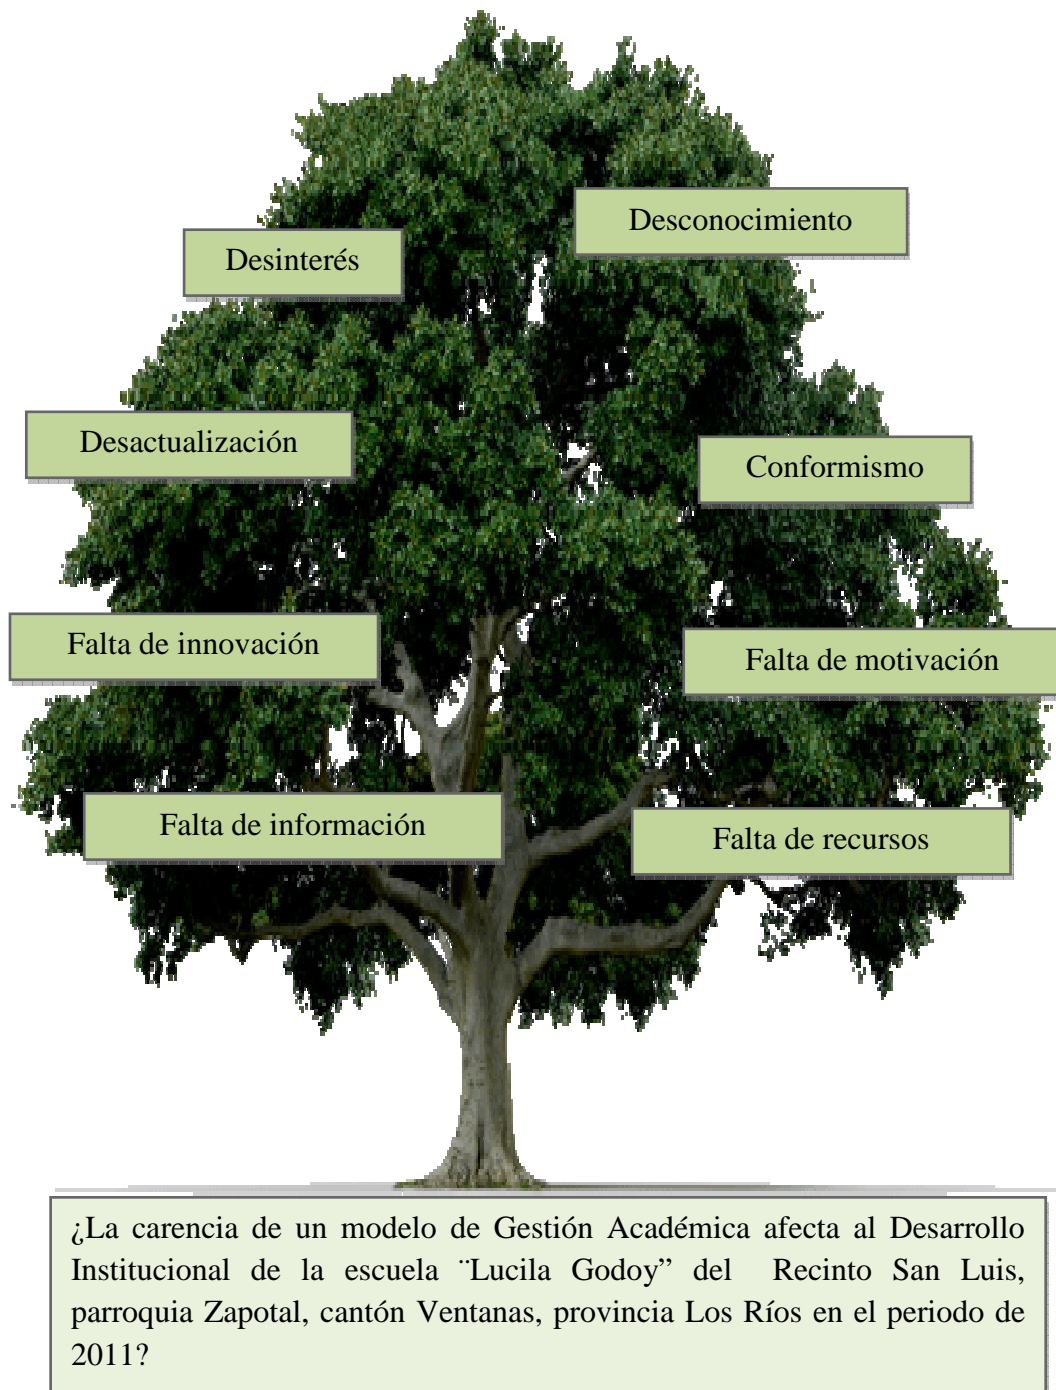 Desconocimiento
Desinterés
Desactualización
Conformismo
Falta de innovación
Falta de motivación
Falta de información
Falta de recursos
¿La carencia de un modelo de Gestión Académica afecta al Desarrollo
Institucional de la escuela ¨Lucila Godoy” del Recinto San Luis,
parroquia Zapotal, cantón Ventanas, provincia Los Ríos en el periodo de
2011?